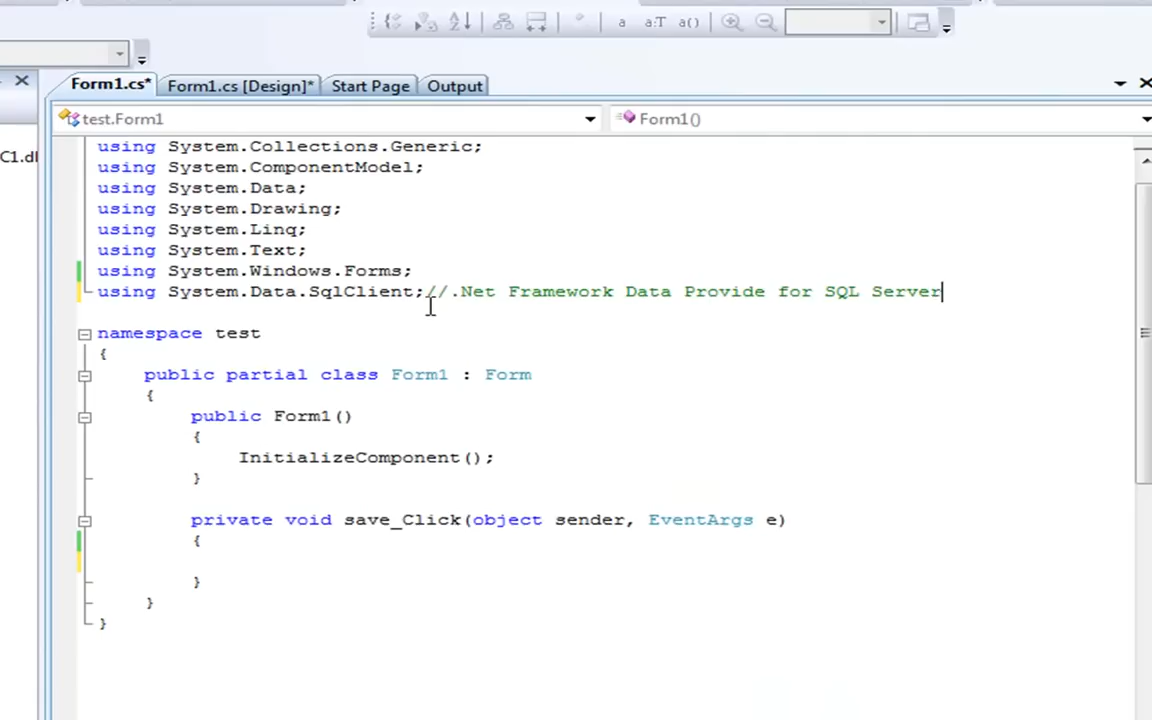 a a:T a()
Form1.cs* Form1.cs [Design]* Start Page Output
test.Form1 Form1()
C1.dl
using System.Collections.Generic;
using System.ComponentModel;
using System.Data;
using System.Drawing;
using System.Linq;
using System.Text;
using System.Windows.Forms;
using System.Data.SqlClient;//.Net Framework Data Provide for SQL Server
namespace test
{
public partial class Form1 : Form
{
public Form1()
{
InitializeComponent();
}
private void save_Click(object sender, EventArgs e)
{
}
}
}